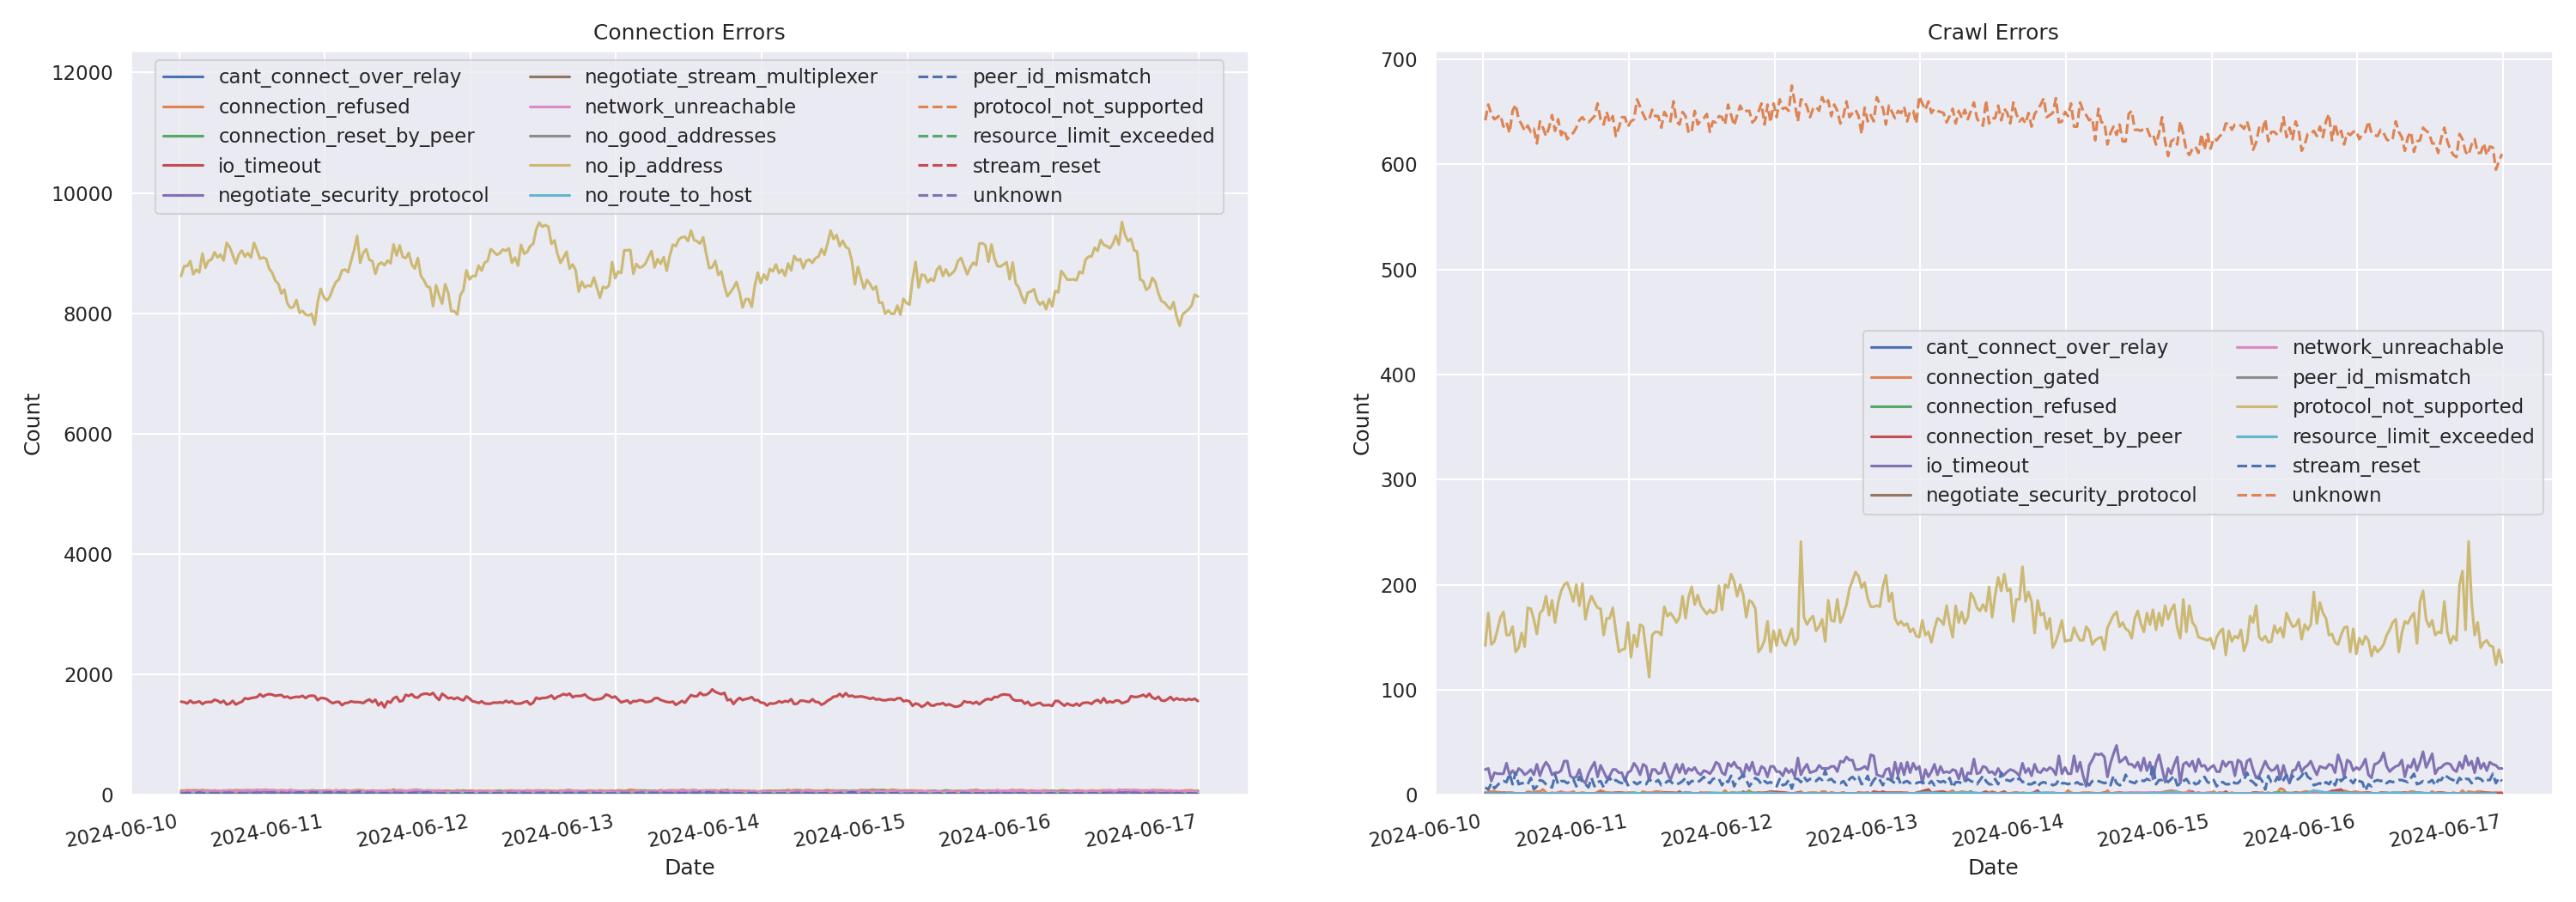 Connection Errors
12000
10000
8000
6000
4000
2000
0
Count
cant_connect_over_relay
connection_refused
connection_reset_by_peer
io_timeout
negotiate_security_protocol
negotiate_stream_multiplexer
network_unreachable
no_good_addresses
no_ip_address
no_route_to_host
peer_id_mismatch
protocol_not_supported
resource_limit_exceeded
stream_reset
unknown
2024-06-10
2024-06-11
2024-06-12
2024-06-13
2024-06-14
2024-06-15
2024-06-16
2024-06-17
Date
Crawl Errors
700
600
500
400
300
200
100
0
Count
cant_connect_over_relay
connection_gated
connection_refused
connection_reset_by_peer
io_timeout
negotiate_security_protocol
network_unreachable
peer_id_mismatch
protocol_not_supported
resource_limit_exceeded
stream_reset
unknown
2024-06-10
2024-06-11
2024-06-12
2024-06-13
2024-06-14
2024-06-15
2024-06-16
2024-06-17
Date